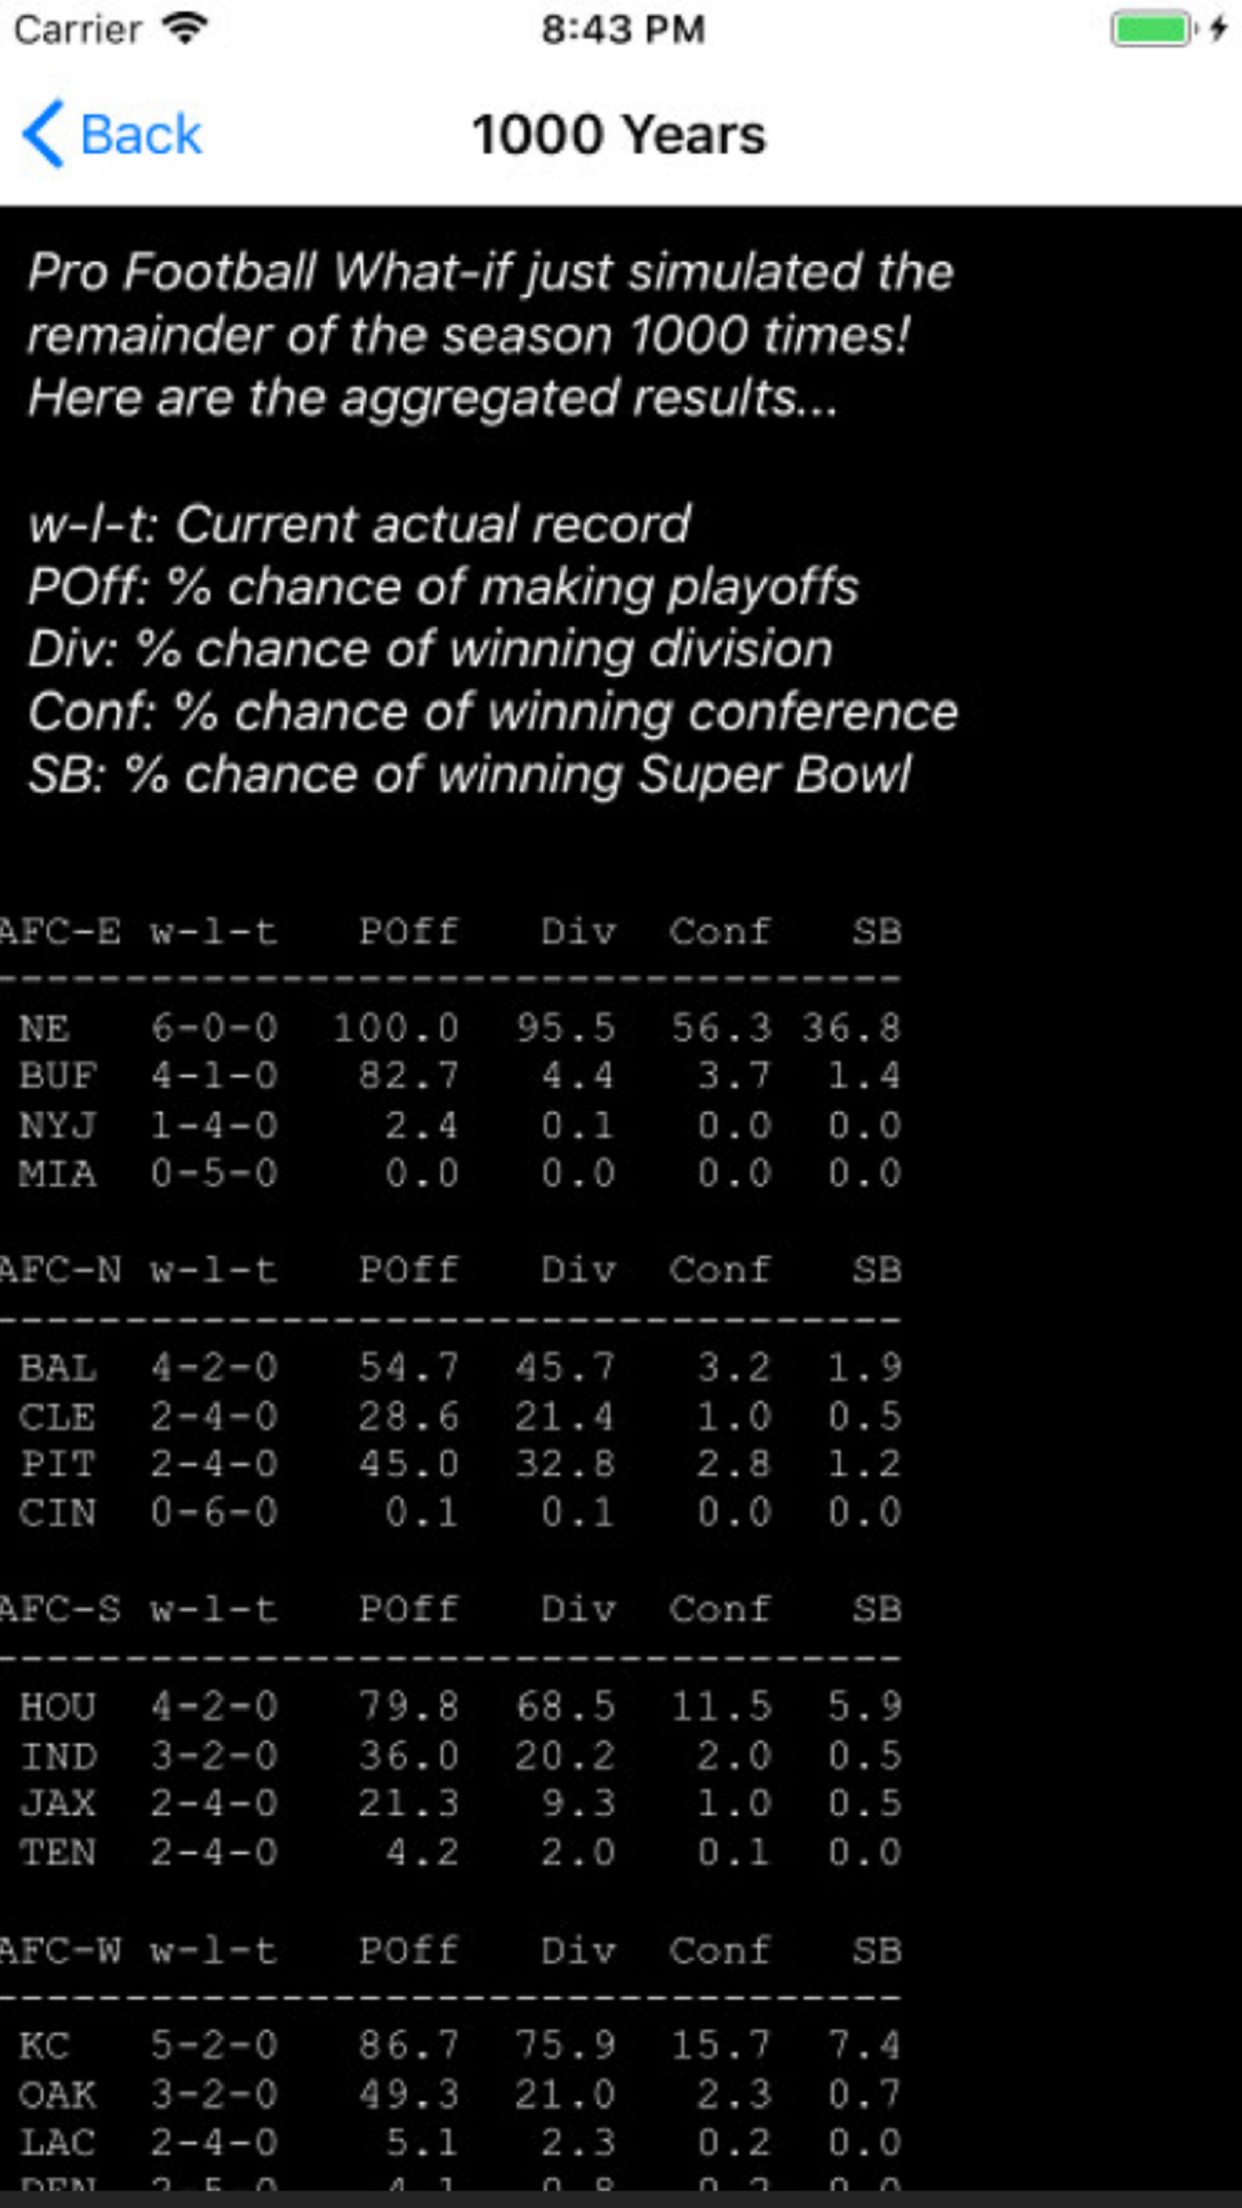 Carrier 8:43 PM
Back 1000 Years
Pro Football What-if just simulated the
remainder of the season 1000 times!
Here are the aggregated results...
w-l-t: Current actual record
POff: % chance of making playoffs
Div: % chance of winning division
Conf: % chance of winning conference
SB: % chance of winning Super Bowl
AFC-E w-l-t POff Div Conf SB
------------------------------------
NE 6-0-0 100.0 95.5 56.3 36.8
BUF 4-1-0 82.7 4.4 3.7 1.4
NYJ 1-4-0 2.4 0.1 0.0 0.0
MIA 0-5-0 0.0 0.0 0.0 0.0
AFC-N w-l-t POff Div Conf SB
------------------------------------
BAL 4-2-0 54.7 45.7 3.2 1.9
CLE 2-4-0 28.6 21.4 1.0 0.5
PIT 2-4-0 45.0 32.8 2.8 1.2
CIN 0-6-0 0.1 0.1 0.0 0.0
AFC-S w-l-t POff Div Conf SB
------------------------------------
HOU 4-2-0 79.8 68.5 11.5 5.9
IND 3-2-0 36.0 20.2 2.0 0.5
JAX 2-4-0 21.3 9.3 1.0 0.5
TEN 2-4-0 4.2 2.0 0.1 0.0
AFC-W w-l-t POff Div Conf SB
------------------------------------
KC 5-2-0 86.7 75.9 15.7 7.4
OAK 3-2-0 49.3 21.0 2.3 0.7
LAC 2-4-0 5.1 2.3 0.2 0.0
DEN